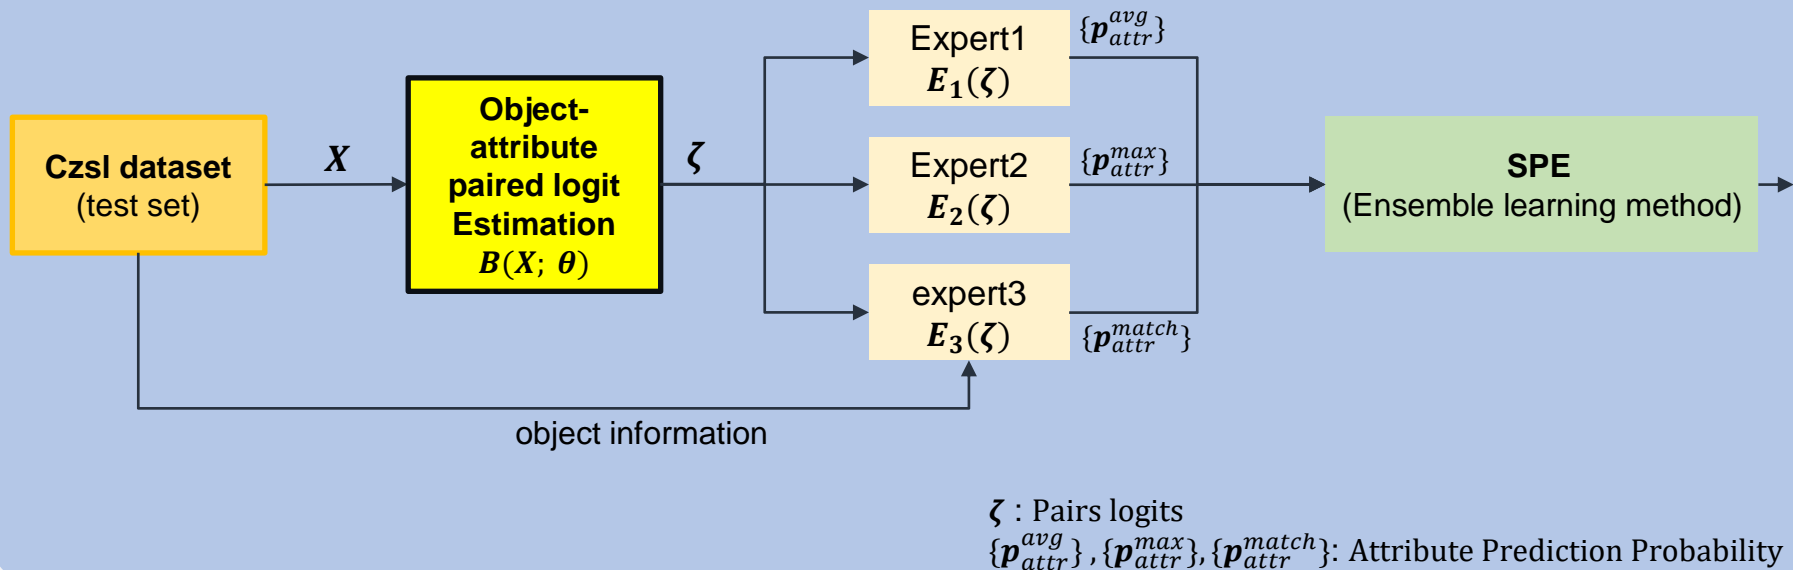 Czsl dataset
(test set)
X
Object-
attribute
paired logit
Estimation
B(X; θ)
ζ
Expert1
E₁(ζ)
{p_attr^avg}
Expert2
E₂(ζ)
{p_attr^max}
expert3
E₃(ζ)
{p_attr^match}
SPE
(Ensemble learning method)
object information
ζ : Pairs logits
{p_attr^avg} , {p_attr^max}, {p_attr^match}: Attribute Prediction Probability